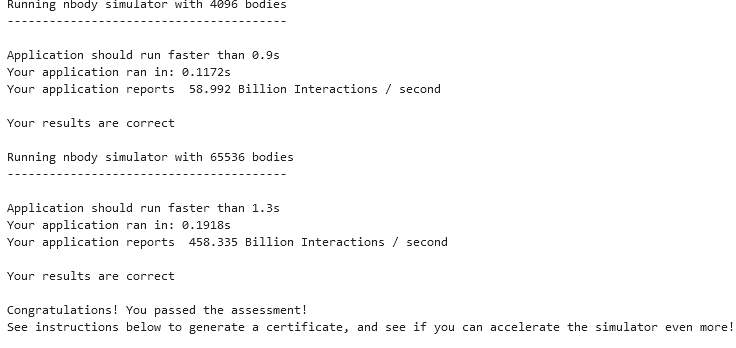 Running nbody simulator with 4096 bodies
----------------------------------------
Application should run faster than 0.9s
Your application ran in: 0.1172s
Your application reports  58.992 Billion Interactions / second
Your results are correct
Running nbody simulator with 65536 bodies
----------------------------------------
Application should run faster than 1.3s
Your application ran in: 0.1918s
Your application reports  458.335 Billion Interactions / second
Your results are correct
Congratulations! You passed the assessment!
See instructions below to generate a certificate, and see if you can accelerate the simulator even more!